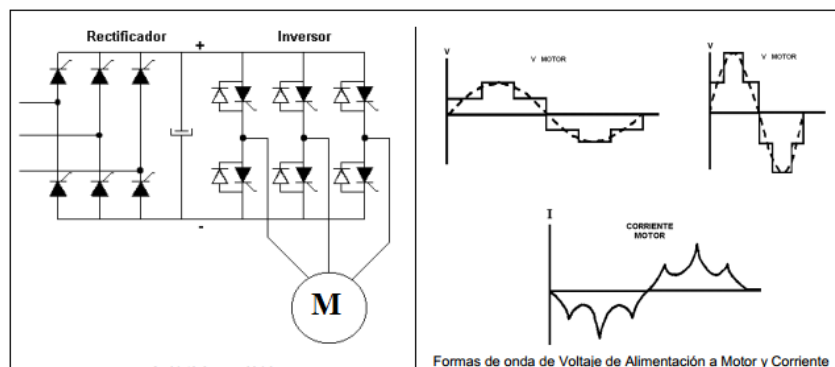 Rectificador
+
Inversor
-
M
V
V MOTOR
V
V MOTOR
I
CORRIENTE
MOTOR
Formas de onda de Voltaje de Alimentación a Motor y Corriente